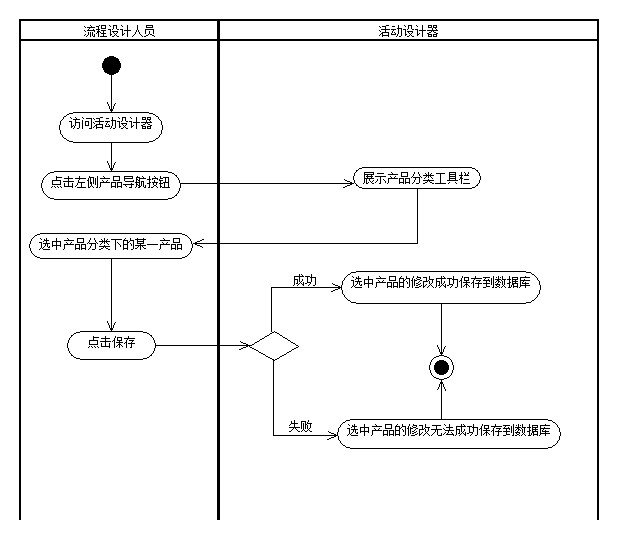 流程设计人员
活动设计器
访问活动设计器
点击左侧产品导航按钮
展示产品分类工具栏
选中产品分类下的某一产品
成功
选中产品的修改成功保存到数据库
点击保存
失败
选中产品的修改无法成功保存到数据库